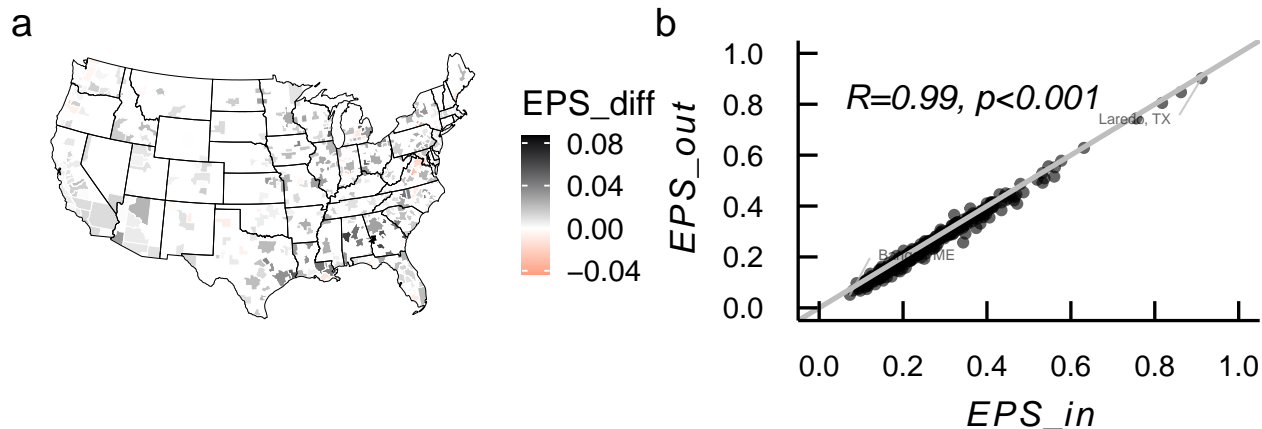 a
EPS_diff
0.08
0.04
0.00
−0.04
b
EPS_out
1.0
0.8
0.6
0.4
0.2
0.0
R=0.99, p<0.001
Laredo, TX
Bangor, ME
0.0 0.2 0.4 0.6 0.8 1.0
EPS_in